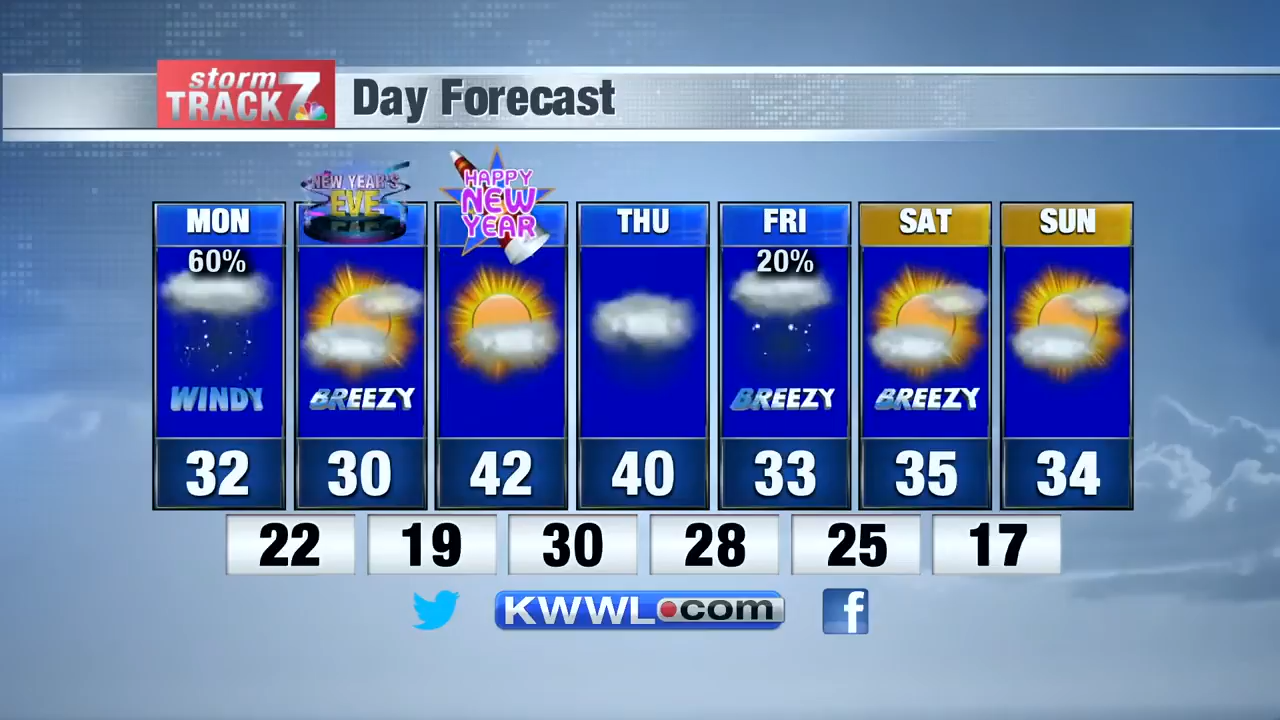 storm
TRACK 7
Day Forecast
NEW YEAR'S
EVE
HAPPY
NEW
YEAR
MON
THU
FRI
SAT
SUN
60%
20%
WINDY
BREEZY
BREEZY
BREEZY
32
30
42
40
33
35
34
22
19
30
28
25
17
KWWL.com
f